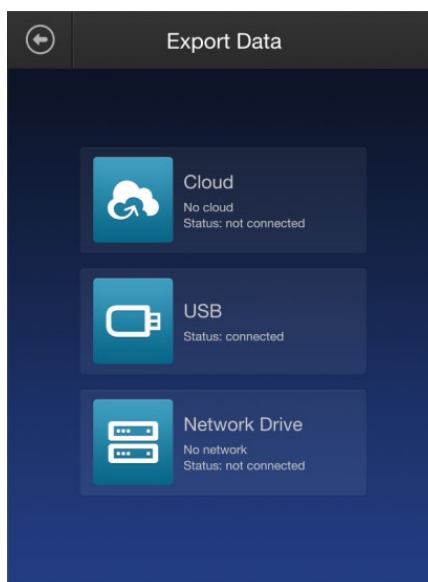 Export Data
Cloud
No cloud
Status: not connected
USB
Status: connected
Network Drive
No network
Status: not connected